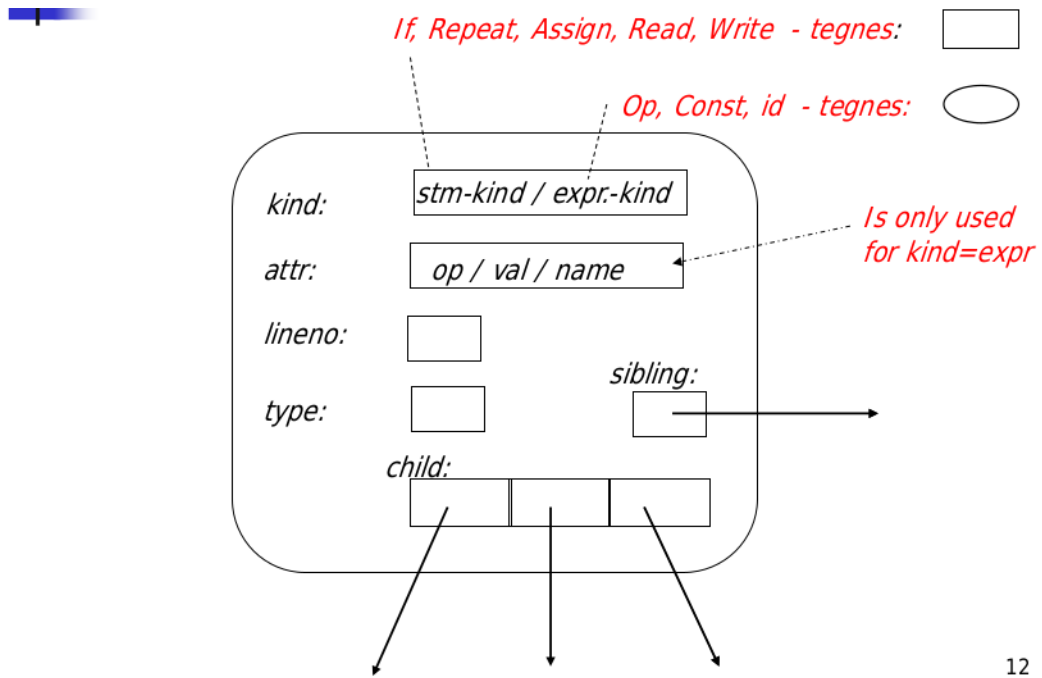 If, Repeat, Assign, Read, Write - tegnes:
Op, Const, id - tegnes:
kind:
stm-kind / expr.-kind
Is only used
for kind=expr
attr:
op / val / name
lineno:
sibling:
type:
child:
12